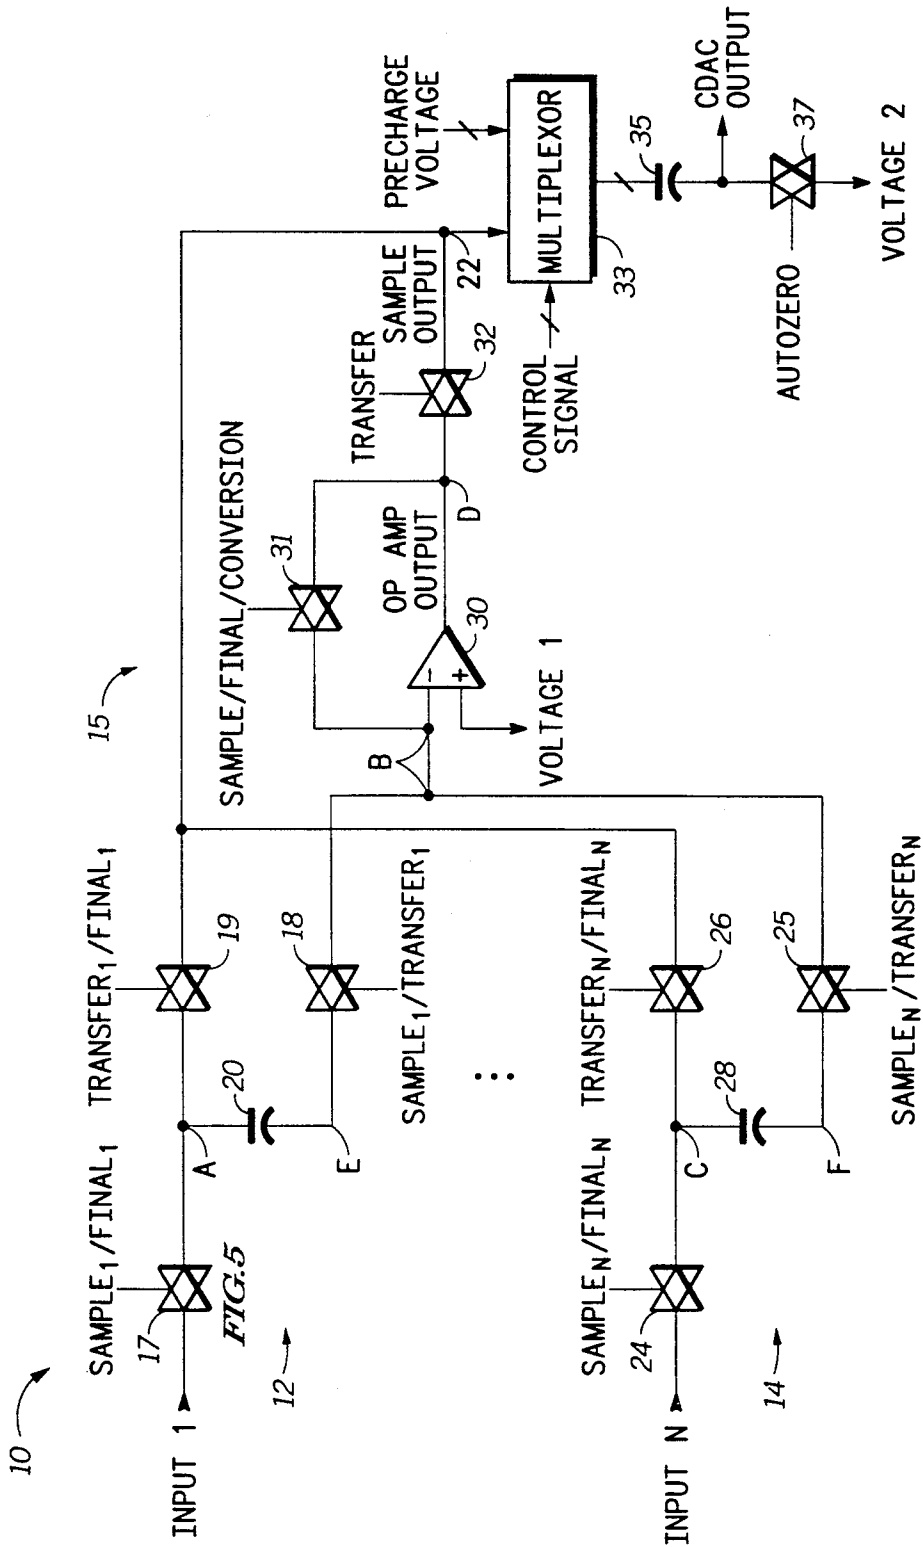 10
15
SAMPLE1/FINAL1
TRANSFER1/FINAL1
17
19
INPUT 1
A
20
FIG.5
12
E
18
SAMPLE1/TRANSFER1
SAMPLE/FINAL/CONVERSION
31
B
OP AMP
OUTPUT
30
VOLTAGE 1
D
TRANSFER
32
SAMPLE
OUTPUT
22
PRECHARGE
VOLTAGE
MULTIPLEXOR
33
CONTROL
SIGNAL
35
CDAC
OUTPUT
37
AUTOZERO
VOLTAGE 2
SAMPLEN/FINALN
TRANSFERN/FINALN
24
26
INPUT N
C
28
14
F
25
SAMPLEN/TRANSFERN